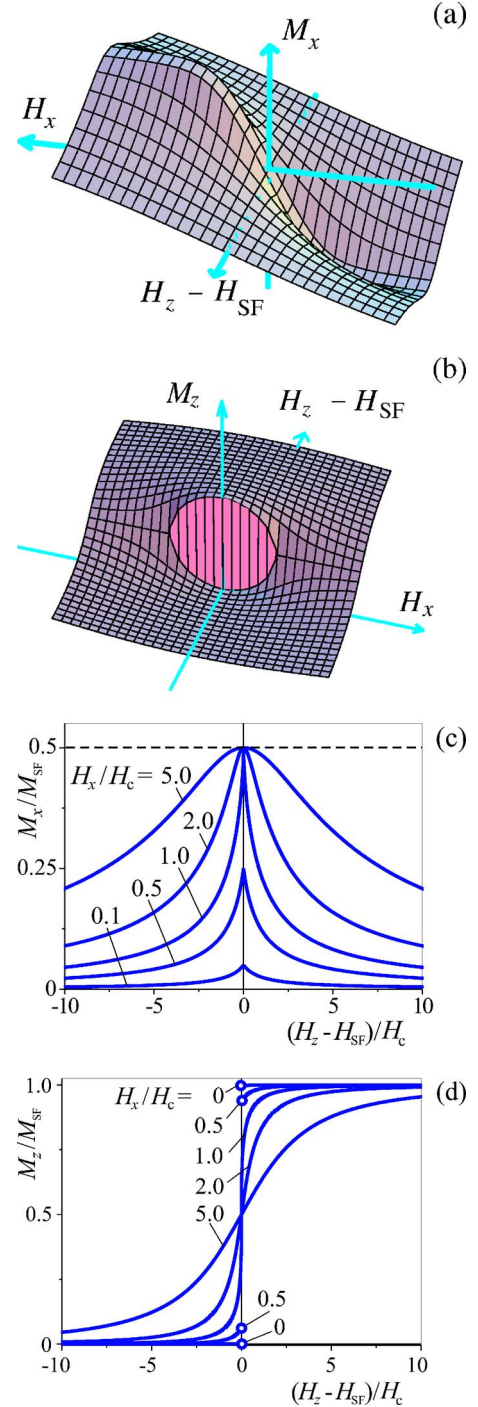 (a)
M_x
H_x
H_z – H_SF
(b)
M_z
H_z – H_SF
H_x
(c)
M_x/M_SF
0.5
0.25
0
H_x/H_c=
5.0
2.0
1.0
0.5
0.1
-10 -5 0 5 10
(H_z - H_SF)/H_c
(d)
M_z/M_SF
1.0
0.5
0
H_x/H_c= 0
0.5
1.0
2.0
5.0
0.5
0
-10 -5 0 5 10
(H_z - H_SF)/H_c